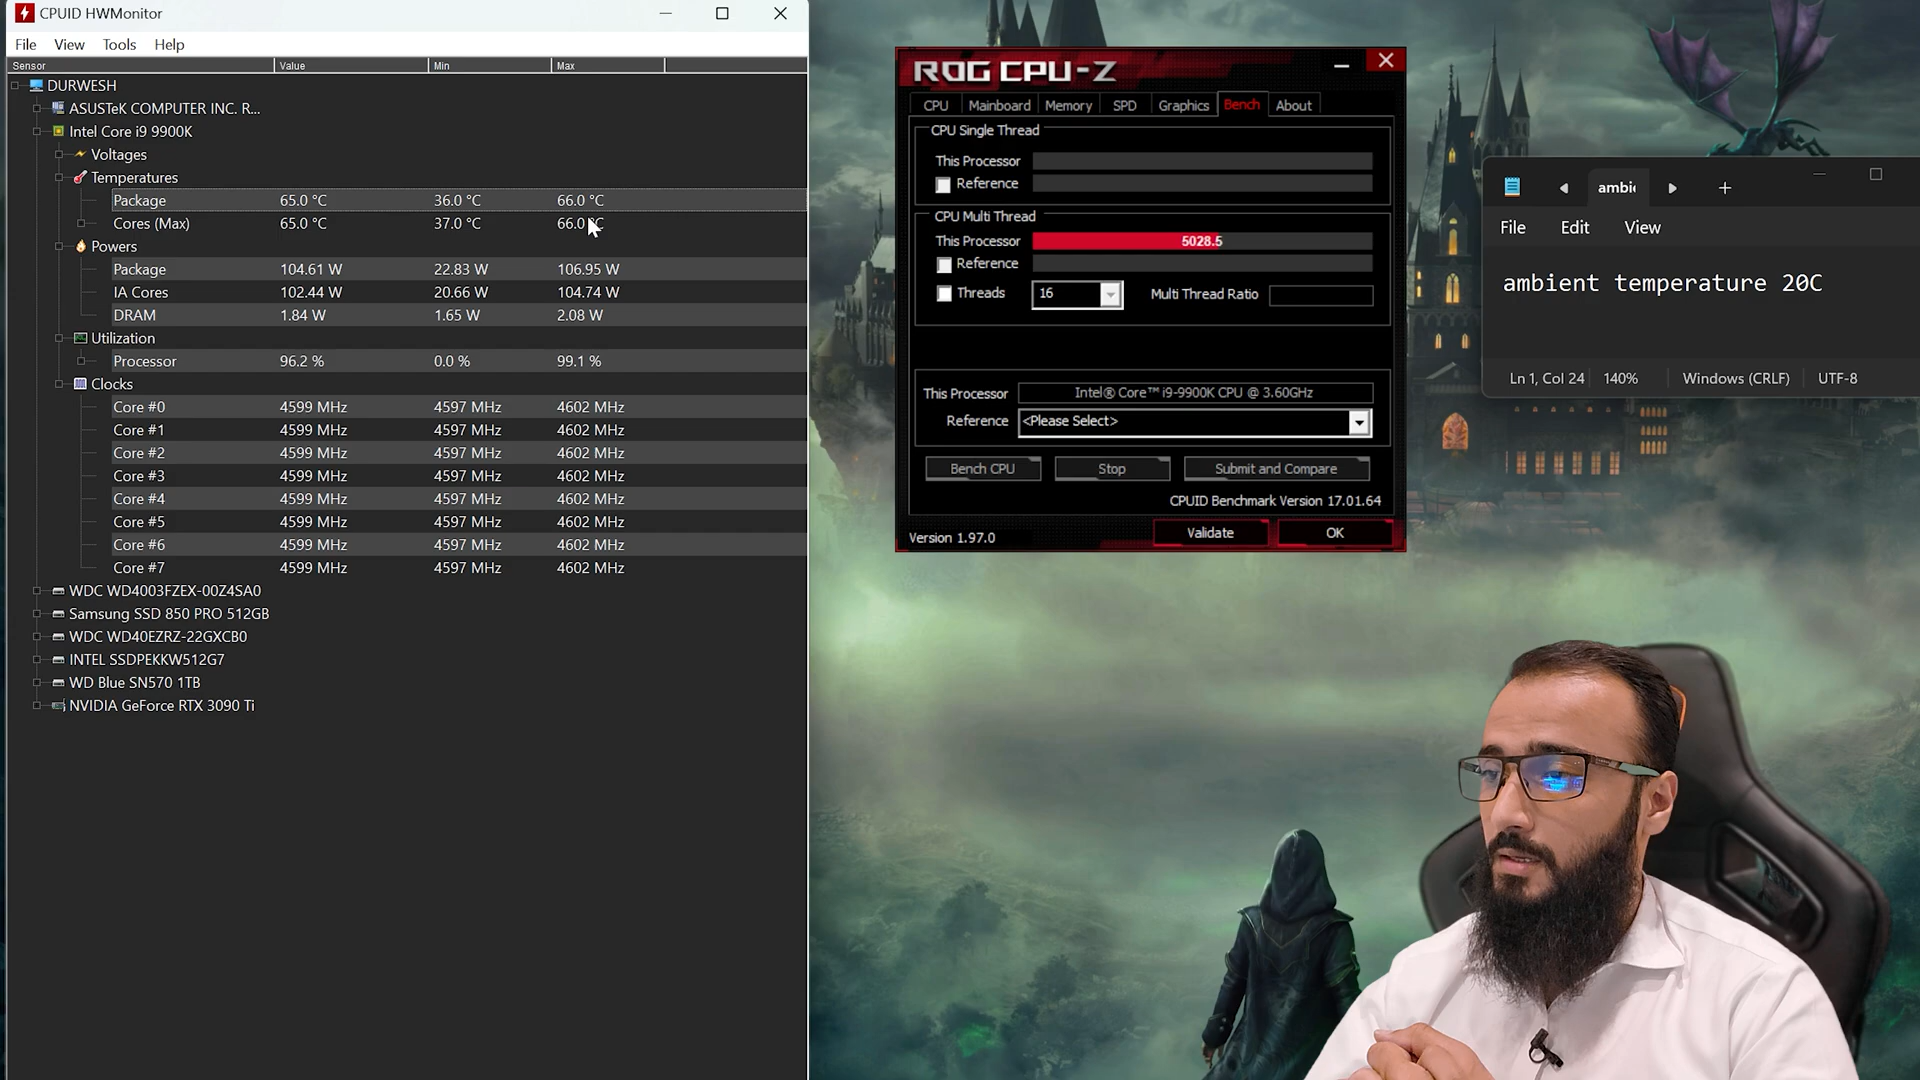 CPUID HWMonitor
File View Tools Help
Sensor Value Min Max
DURWESH
ASUSTeK COMPUTER INC. R...
Intel Core i9 9900K
Voltages
Temperatures
Package 65.0 °C 36.0 °C 66.0 °C
Cores (Max) 65.0 °C 37.0 °C 66.0 °C
Powers
Package 104.61 W 22.83 W 106.95 W
IA Cores 102.44 W 20.66 W 104.74 W
DRAM 1.84 W 1.65 W 2.08 W
Utilization
Processor 96.2 % 0.0 % 99.1 %
Clocks
Core #0 4599 MHz 4597 MHz 4602 MHz
Core #1 4599 MHz 4597 MHz 4602 MHz
Core #2 4599 MHz 4597 MHz 4602 MHz
Core #3 4599 MHz 4597 MHz 4602 MHz
Core #4 4599 MHz 4597 MHz 4602 MHz
Core #5 4599 MHz 4597 MHz 4602 MHz
Core #6 4599 MHz 4597 MHz 4602 MHz
Core #7 4599 MHz 4597 MHz 4602 MHz
WDC WD4003FZEX-00Z4SA0
Samsung SSD 850 PRO 512GB
WDC WD40EZRZ-22GXCB0
INTEL SSDPEKKW512G7
WD Blue SN570 1TB
NVIDIA GeForce RTX 3090 Ti
ROG CPU-Z
CPU Mainboard Memory SPD Graphics Bench About
CPU Single Thread
This Processor
Reference
CPU Multi Thread
This Processor 5028.5
Reference
Threads 16 Multi Thread Ratio
This Processor Intel® Core™ i9-9900K CPU @ 3.60GHz
Reference <Please Select>
Bench CPU Stop Submit and Compare
CPUID Benchmark Version 17.01.64
Version 1.97.0 Validate OK
ambi
File Edit View
ambient temperature 20C
Ln 1, Col 24 140% Windows (CRLF) UTF-8